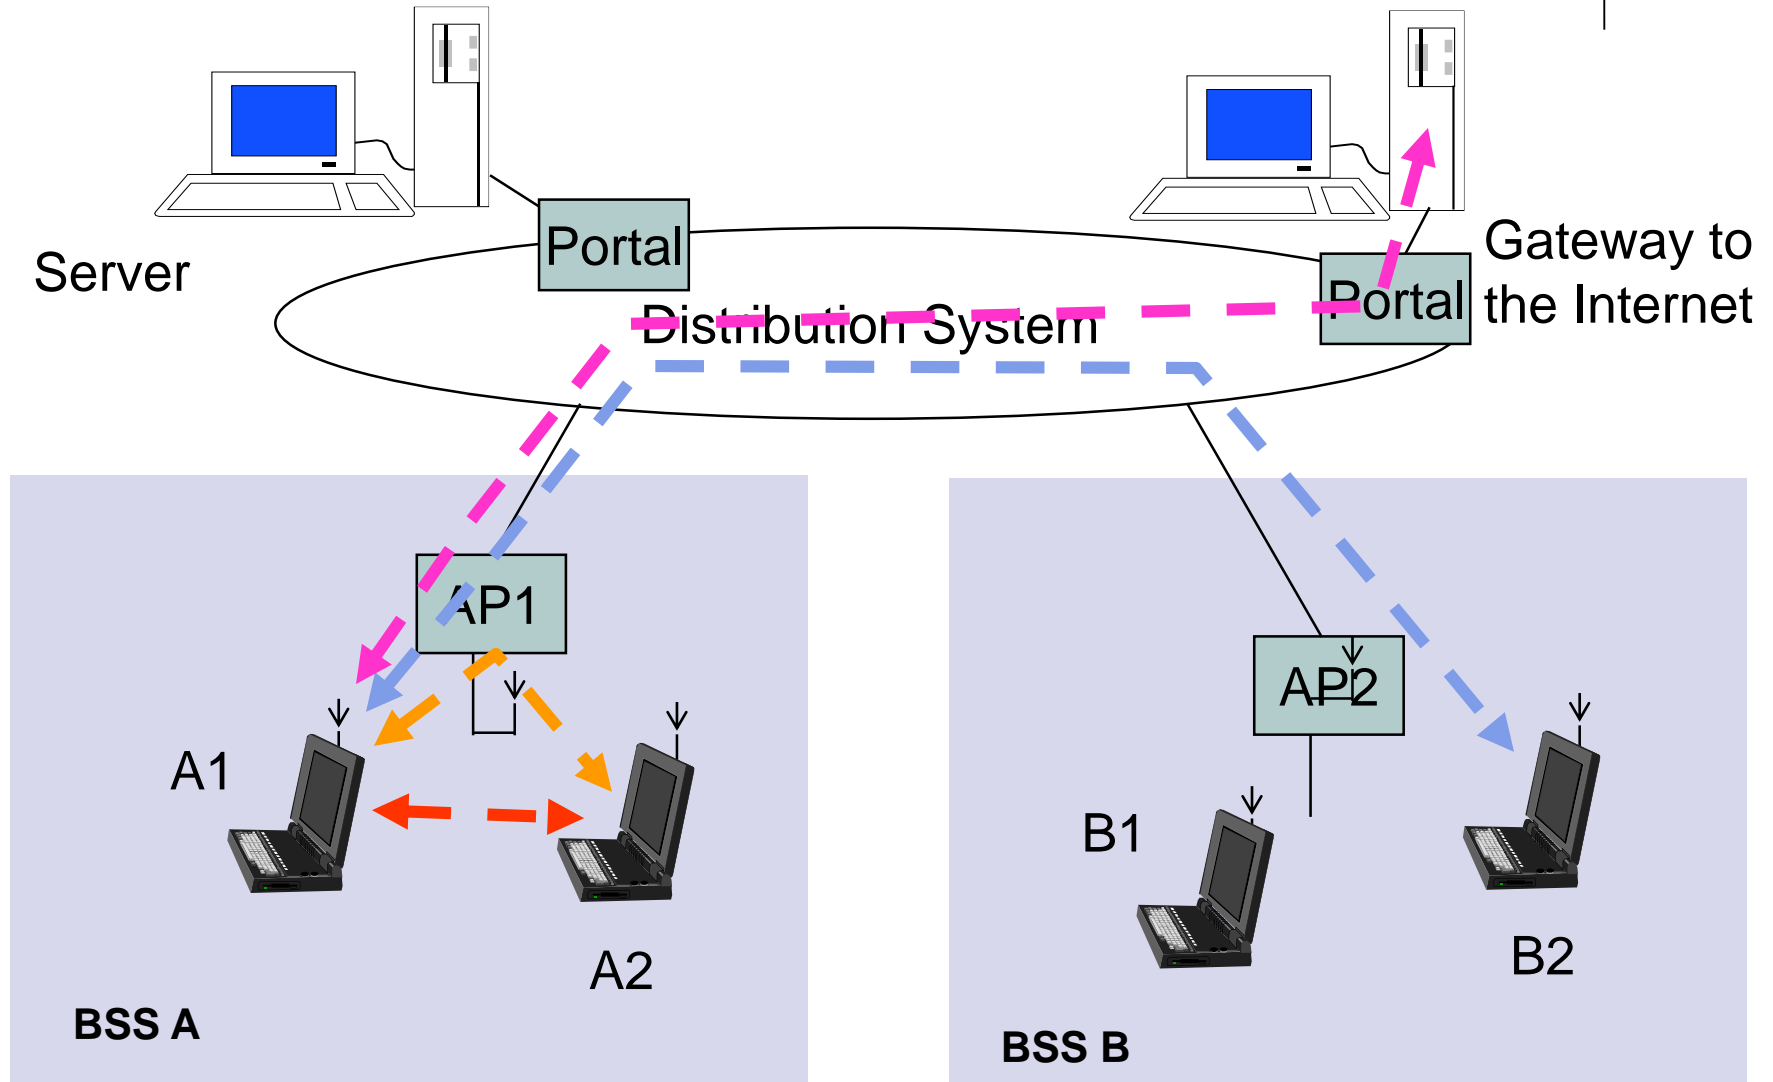 Portal
Server
Gateway to
the Internet
Portal
Distribution System
AP1
AP2
A1
B1
A2
B2
BSS A
BSS B